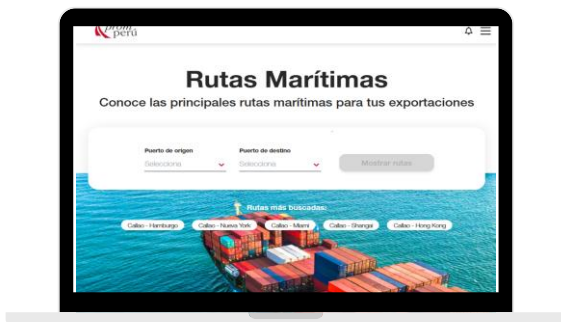 prom
perú
Rutas Marítimas
Conoce las principales rutas marítimas para tus exportaciones
Puerto de origen Puerto de destino
Selecciona Selecciona Mostrar rutas
Rutas más buscadas:
Callao - Hamburgo Callao - Nueva York Callao - Miami Callao - Shangai Callao - Hong Kong